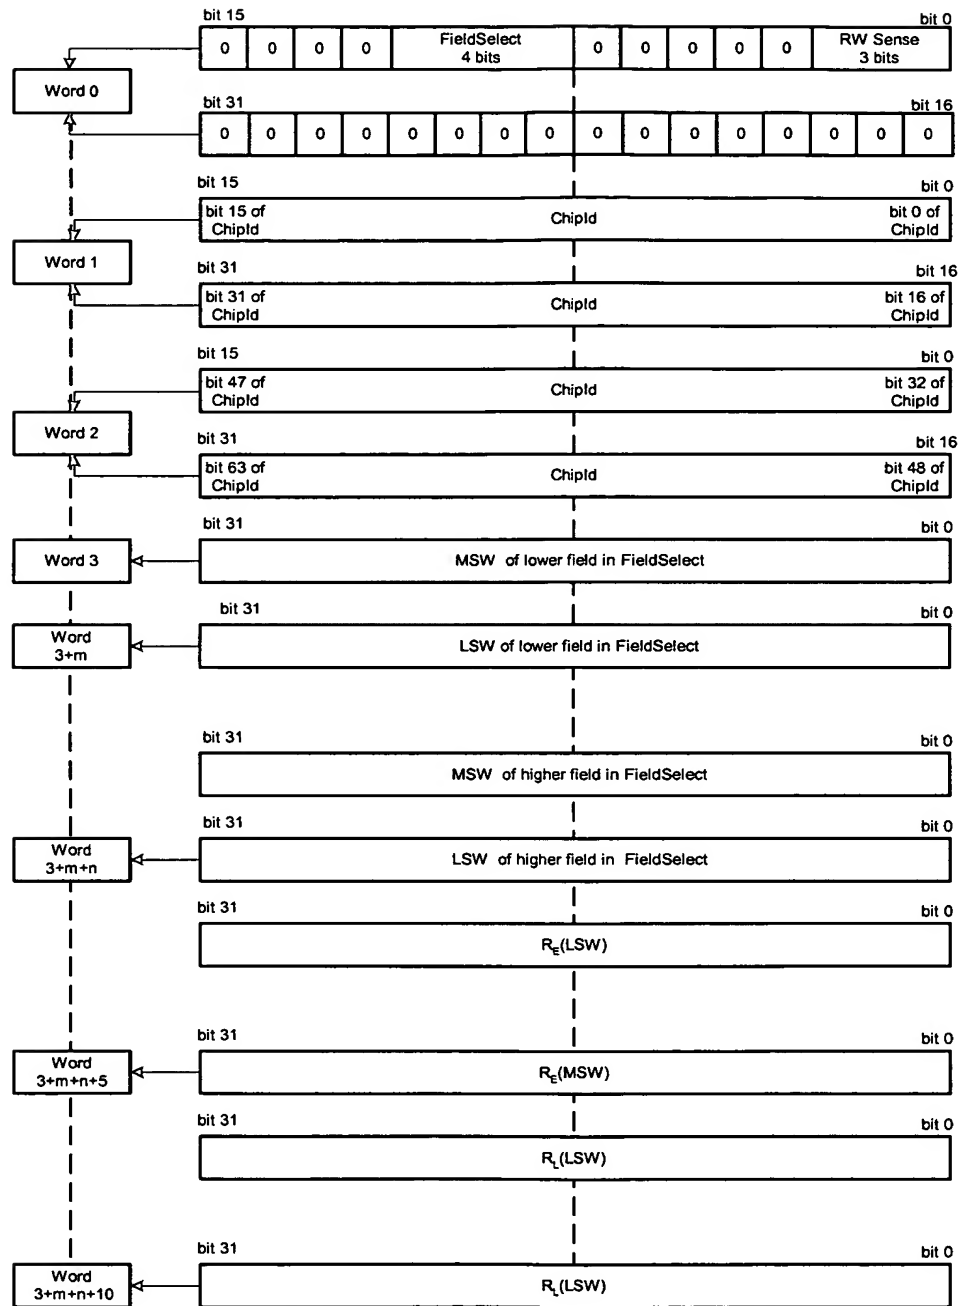 bit 15 bit 0
0 0 0 0 FieldSelect 4 bits 0 0 0 0 0 RW Sense 3 bits
Word 0
bit 31 bit 16
0 0 0 0 0 0 0 0 0 0 0 0 0 0 0 0
bit 15 bit 0
bit 15 of ChipId ChipId bit 0 of ChipId
Word 1
bit 31 bit 16
bit 31 of ChipId ChipId bit 16 of ChipId
bit 15 bit 0
bit 47 of ChipId ChipId bit 32 of ChipId
Word 2
bit 31 bit 16
bit 63 of ChipId ChipId bit 48 of ChipId
bit 31 bit 0
Word 3 MSW of lower field in FieldSelect
bit 31 bit 0
Word 3+m LSW of lower field in FieldSelect
bit 31 bit 0
MSW of higher field in FieldSelect
bit 31 bit 0
Word 3+m+n LSW of higher field in FieldSelect
bit 31 bit 0
R_E(LSW)
bit 31 bit 0
Word 3+m+n+5 R_E(MSW)
bit 31 bit 0
R_L(LSW)
bit 31 bit 0
Word 3+m+n+10 R_L(LSW)